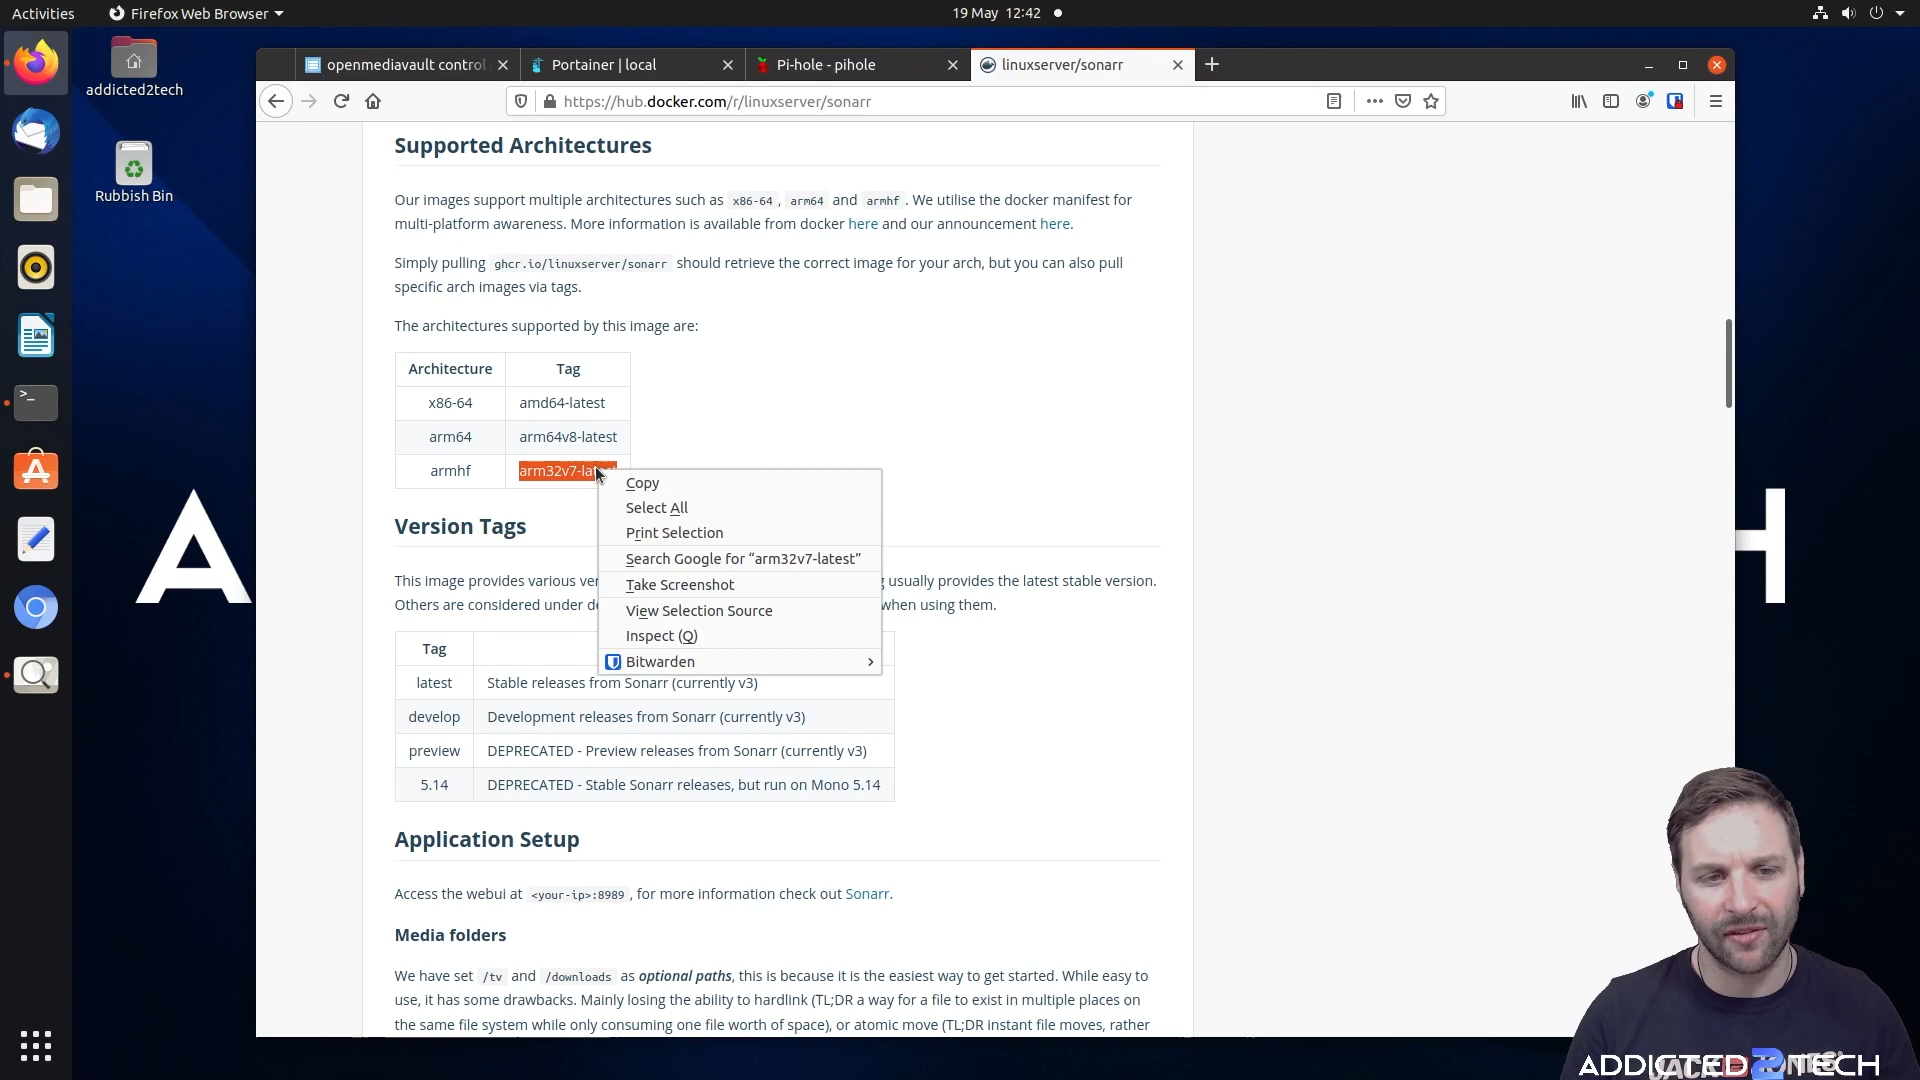 Activities
Firefox Web Browser
19 May 12:42
addicted2tech
Rubbish Bin
openmediavault control
Portainer | local
Pi-hole - pihole
linuxserver/sonarr
https://hub.docker.com/r/linuxserver/sonarr
Supported Architectures
Our images support multiple architectures such as x86-64 , arm64 and armhf . We utilise the docker manifest for
multi-platform awareness. More information is available from docker here and our announcement here.
Simply pulling ghcr.io/linuxserver/sonarr should retrieve the correct image for your arch, but you can also pull
specific arch images via tags.
The architectures supported by this image are:
Architecture Tag
x86-64 amd64-latest
arm64 arm64v8-latest
armhf arm32v7-latest
Copy
Select All
Print Selection
Search Google for “arm32v7-latest”
Take Screenshot
View Selection Source
Inspect (Q)
Bitwarden
Version Tags
This image provides various usually provides the latest stable version.
Others are considered under when using them.
Tag
latest Stable releases from Sonarr (currently v3)
develop Development releases from Sonarr (currently v3)
preview DEPRECATED - Preview releases from Sonarr (currently v3)
5.14 DEPRECATED - Stable Sonarr releases, but run on Mono 5.14
Application Setup
Access the webui at <your-ip>:8989 , for more information check out Sonarr.
Media folders
We have set /tv and /downloads as optional paths, this is because it is the easiest way to get started. While easy to
use, it has some drawbacks. Mainly losing the ability to hardlink (TL;DR a way for a file to exist in multiple places on
the same file system while only consuming one file worth of space), or atomic move (TL;DR instant file moves, rather
A
H
ADDICTED2TECH